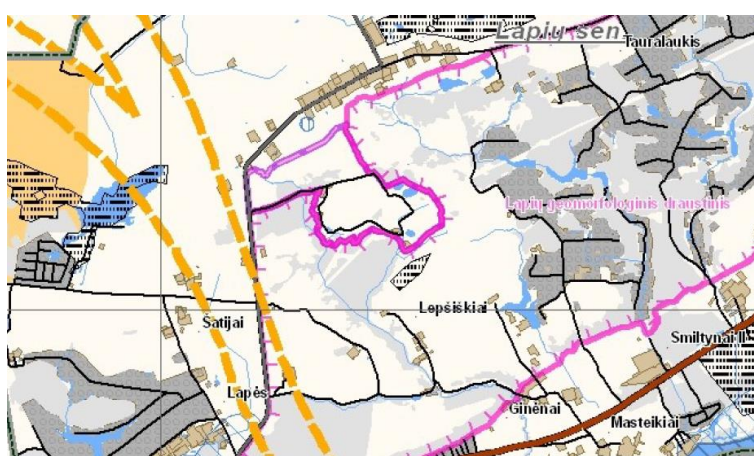 Lapių sen
Tauralaukis
Lapių geomorfologinis draustinis
Lepšiškiai
Šatijai
Smiltynai II
Lapės
Ginėnai
Masteikiai